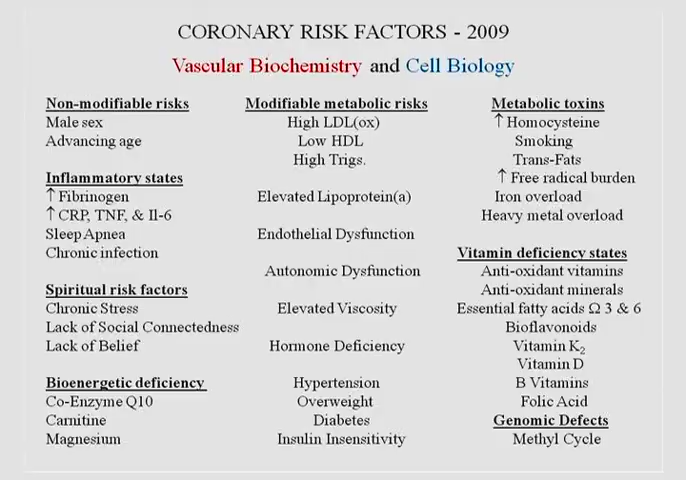 CORONARY RISK FACTORS - 2009
Vascular Biochemistry and Cell Biology
Non-modifiable risks
Male sex
Advancing age
Inflammatory states
↑ Fibrinogen
↑ CRP, TNF, & Il-6
Sleep Apnea
Chronic infection
Spiritual risk factors
Chronic Stress
Lack of Social Connectedness
Lack of Belief
Bioenergetic deficiency
Co-Enzyme Q10
Carnitine
Magnesium
Modifiable metabolic risks
High LDL(ox)
Low HDL
High Trigs.
Elevated Lipoprotein(a)
Endothelial Dysfunction
Autonomic Dysfunction
Elevated Viscosity
Hormone Deficiency
Hypertension
Overweight
Diabetes
Insulin Insensitivity
Metabolic toxins
↑ Homocysteine
Smoking
Trans-Fats
↑ Free radical burden
Iron overload
Heavy metal overload
Vitamin deficiency states
Anti-oxidant vitamins
Anti-oxidant minerals
Essential fatty acids Ω 3 & 6
Bioflavonoids
Vitamin K₂
Vitamin D
B Vitamins
Folic Acid
Genomic Defects
Methyl Cycle